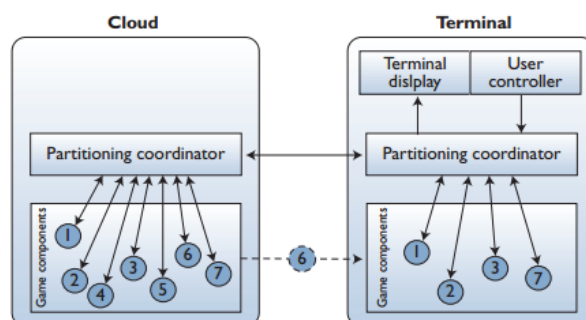 Cloud
Terminal
Terminal
dislplay
User
controller
Partitioning coordinator
Partitioning coordinator
Game components
1
2
4
3
5
6
7
6
Game components
1
2
3
7